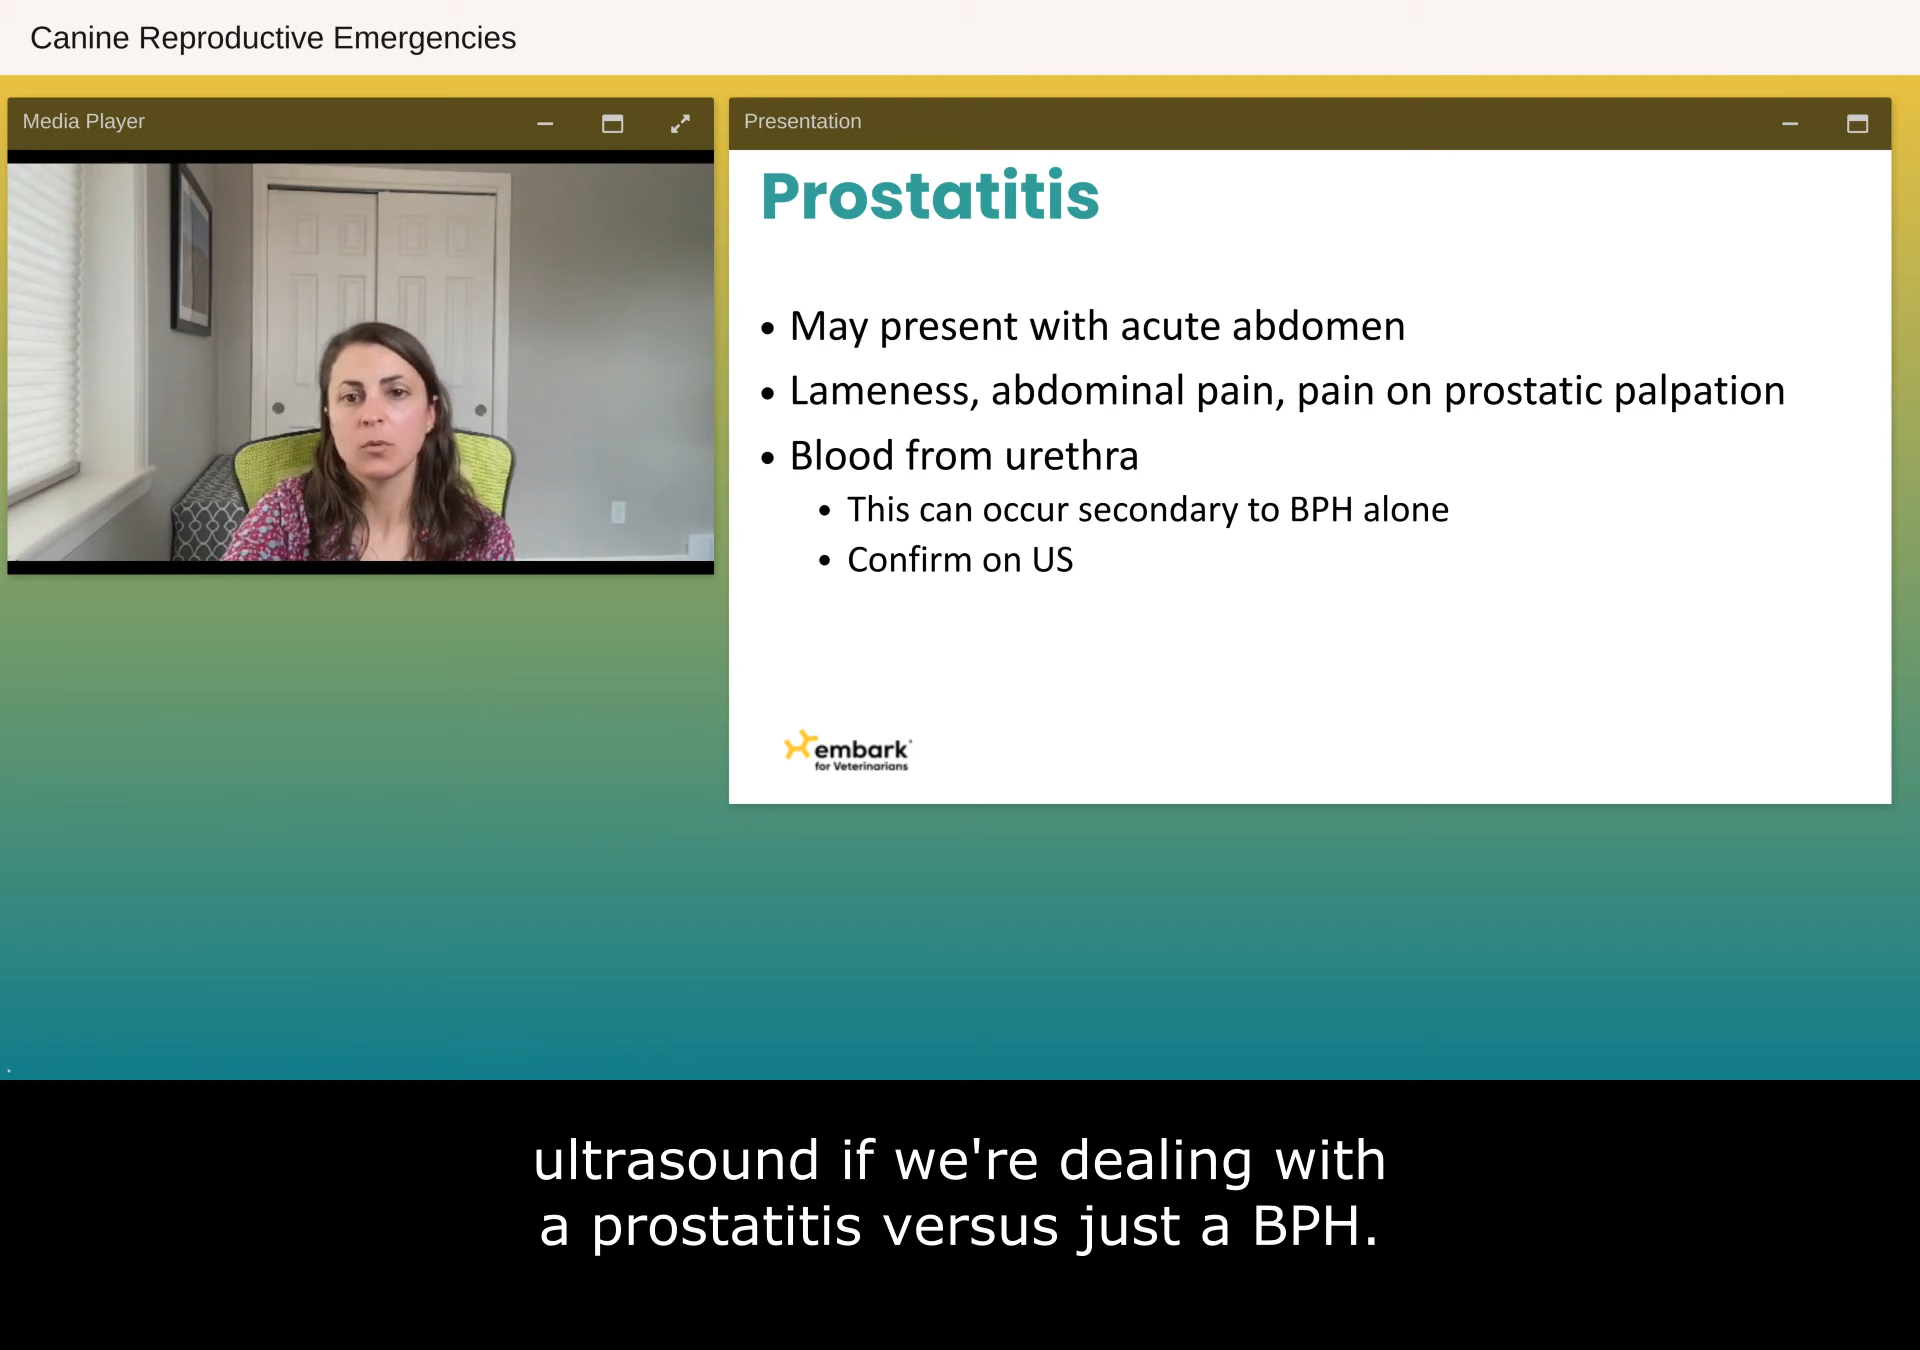 Canine Reproductive Emergencies
Media Player
Presentation
Prostatitis
• May present with acute abdomen
• Lameness, abdominal pain, pain on prostatic palpation
• Blood from urethra
• This can occur secondary to BPH alone
• Confirm on US
embark
for Veterinarians
ultrasound if we're dealing with
a prostatitis versus just a BPH.